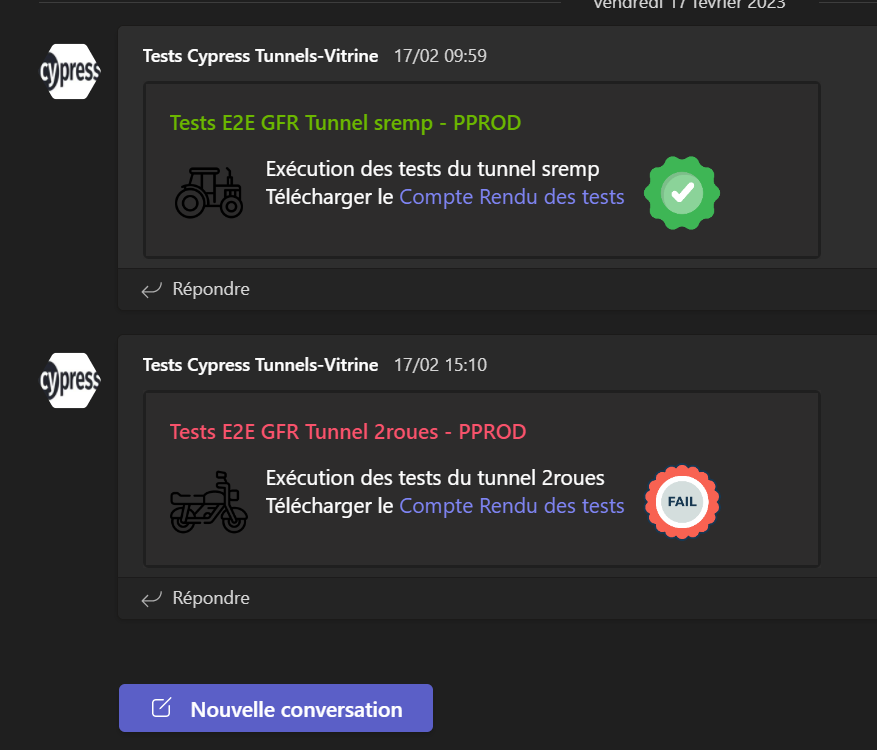 vendredi 17 février 2023
cypress
Tests Cypress Tunnels-Vitrine 17/02 09:59
Tests E2E GFR Tunnel sremp - PPROD
Exécution des tests du tunnel sremp
Télécharger le Compte Rendu des tests
Répondre
cypress
Tests Cypress Tunnels-Vitrine 17/02 15:10
Tests E2E GFR Tunnel 2roues - PPROD
Exécution des tests du tunnel 2roues
Télécharger le Compte Rendu des tests
FAIL
Répondre
Nouvelle conversation